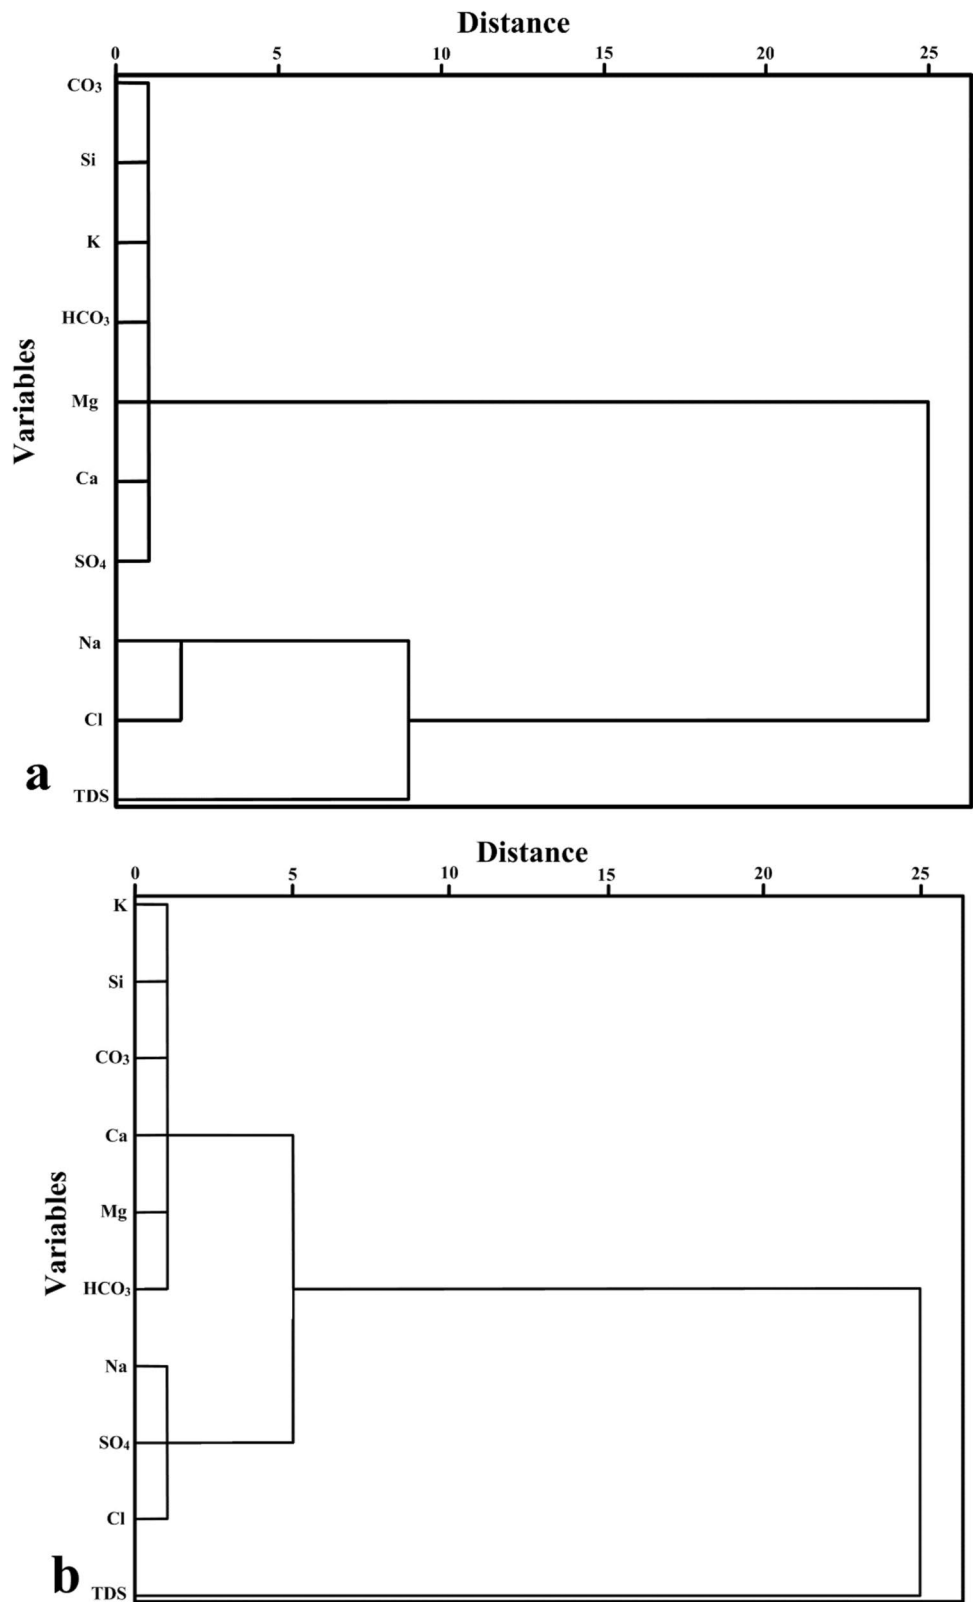 Distance
0 5 10 15 20 25
CO₃
Si
K
HCO₃
Variables
Mg
Ca
SO₄
Na
Cl
a
TDS
Distance
0 5 10 15 20 25
K
Si
CO₃
Ca
Variables
Mg
HCO₃
Na
SO₄
Cl
b
TDS